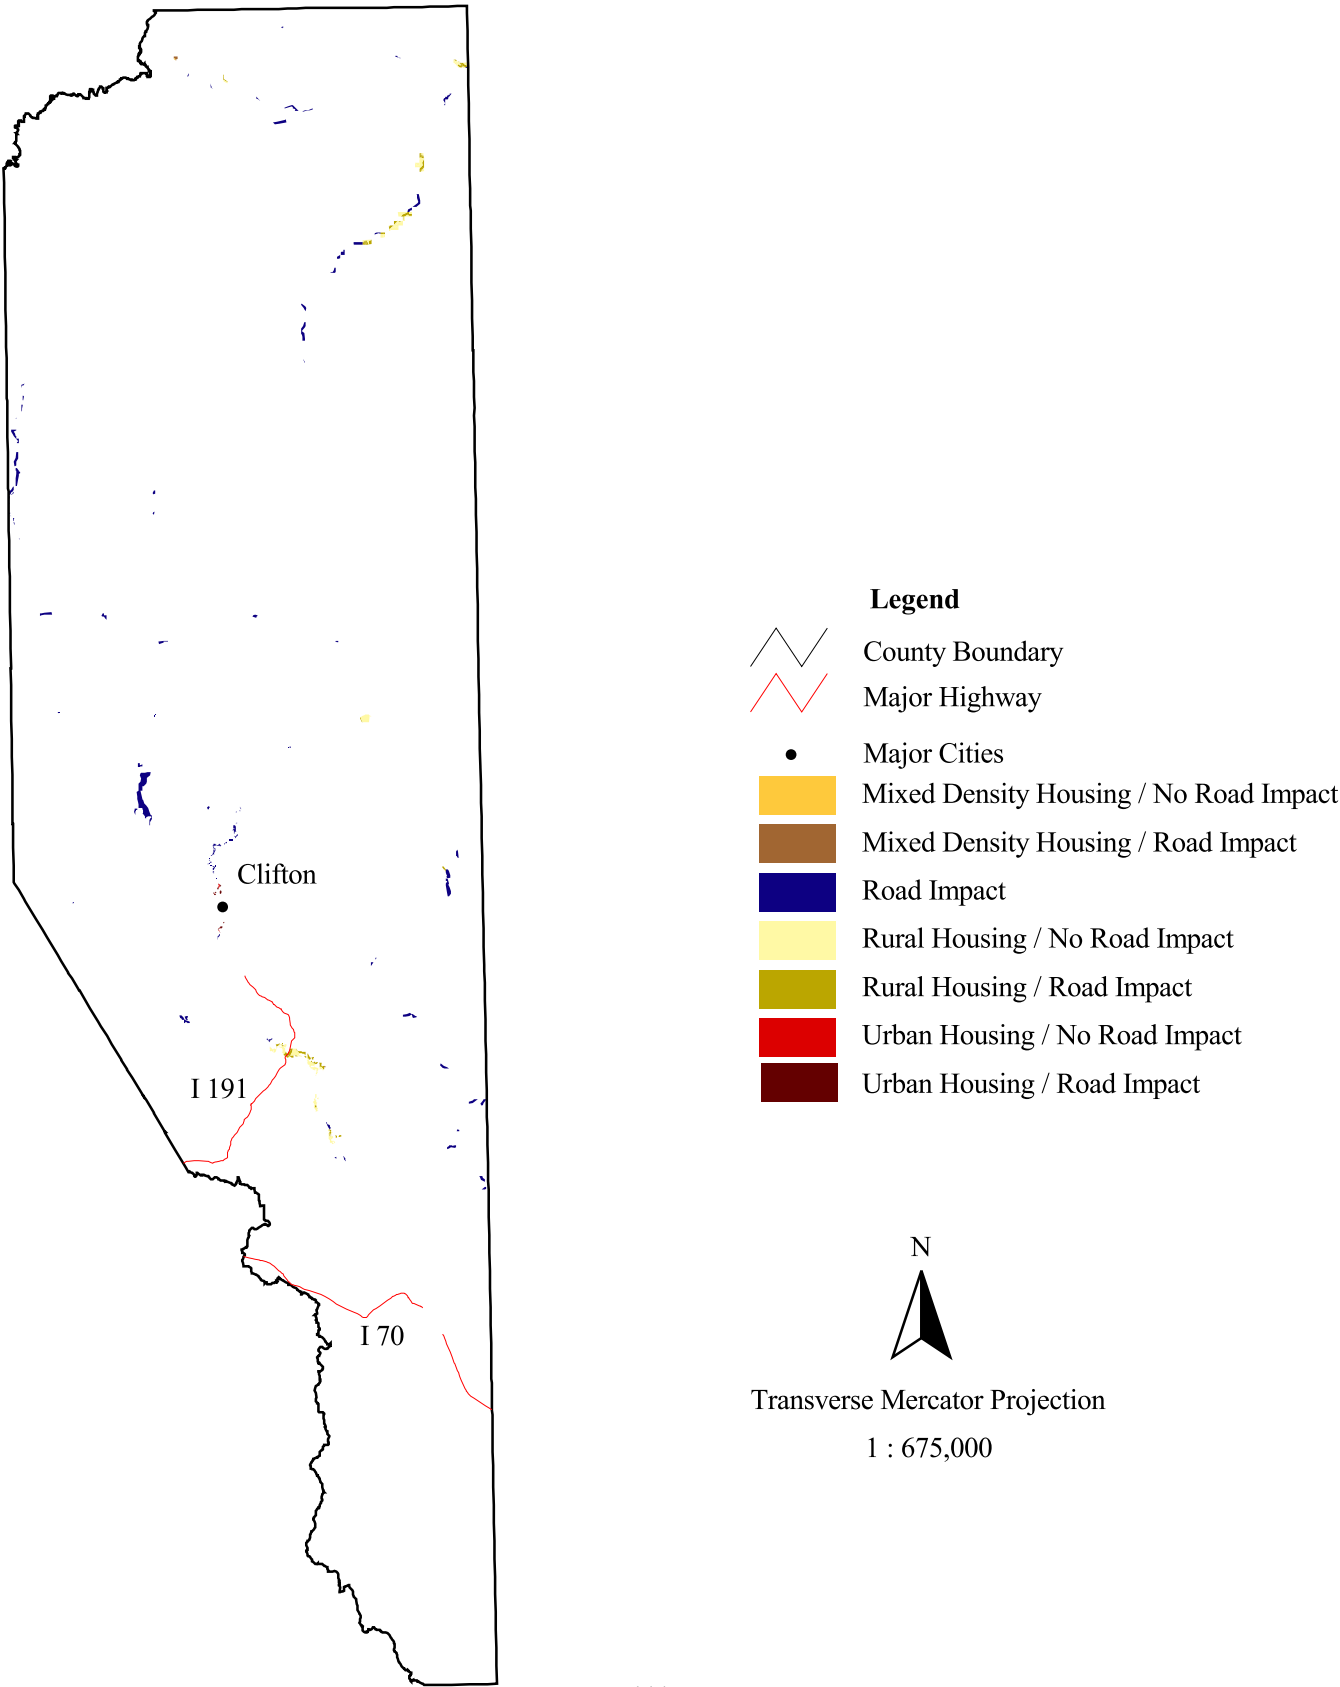 Clifton
I 191
I 70
Legend
County Boundary
Major Highway
Major Cities
Mixed Density Housing / No Road Impact
Mixed Density Housing / Road Impact
Road Impact
Rural Housing / No Road Impact
Rural Housing / Road Impact
Urban Housing / No Road Impact
Urban Housing / Road Impact
N
Transverse Mercator Projection
1 : 675,000